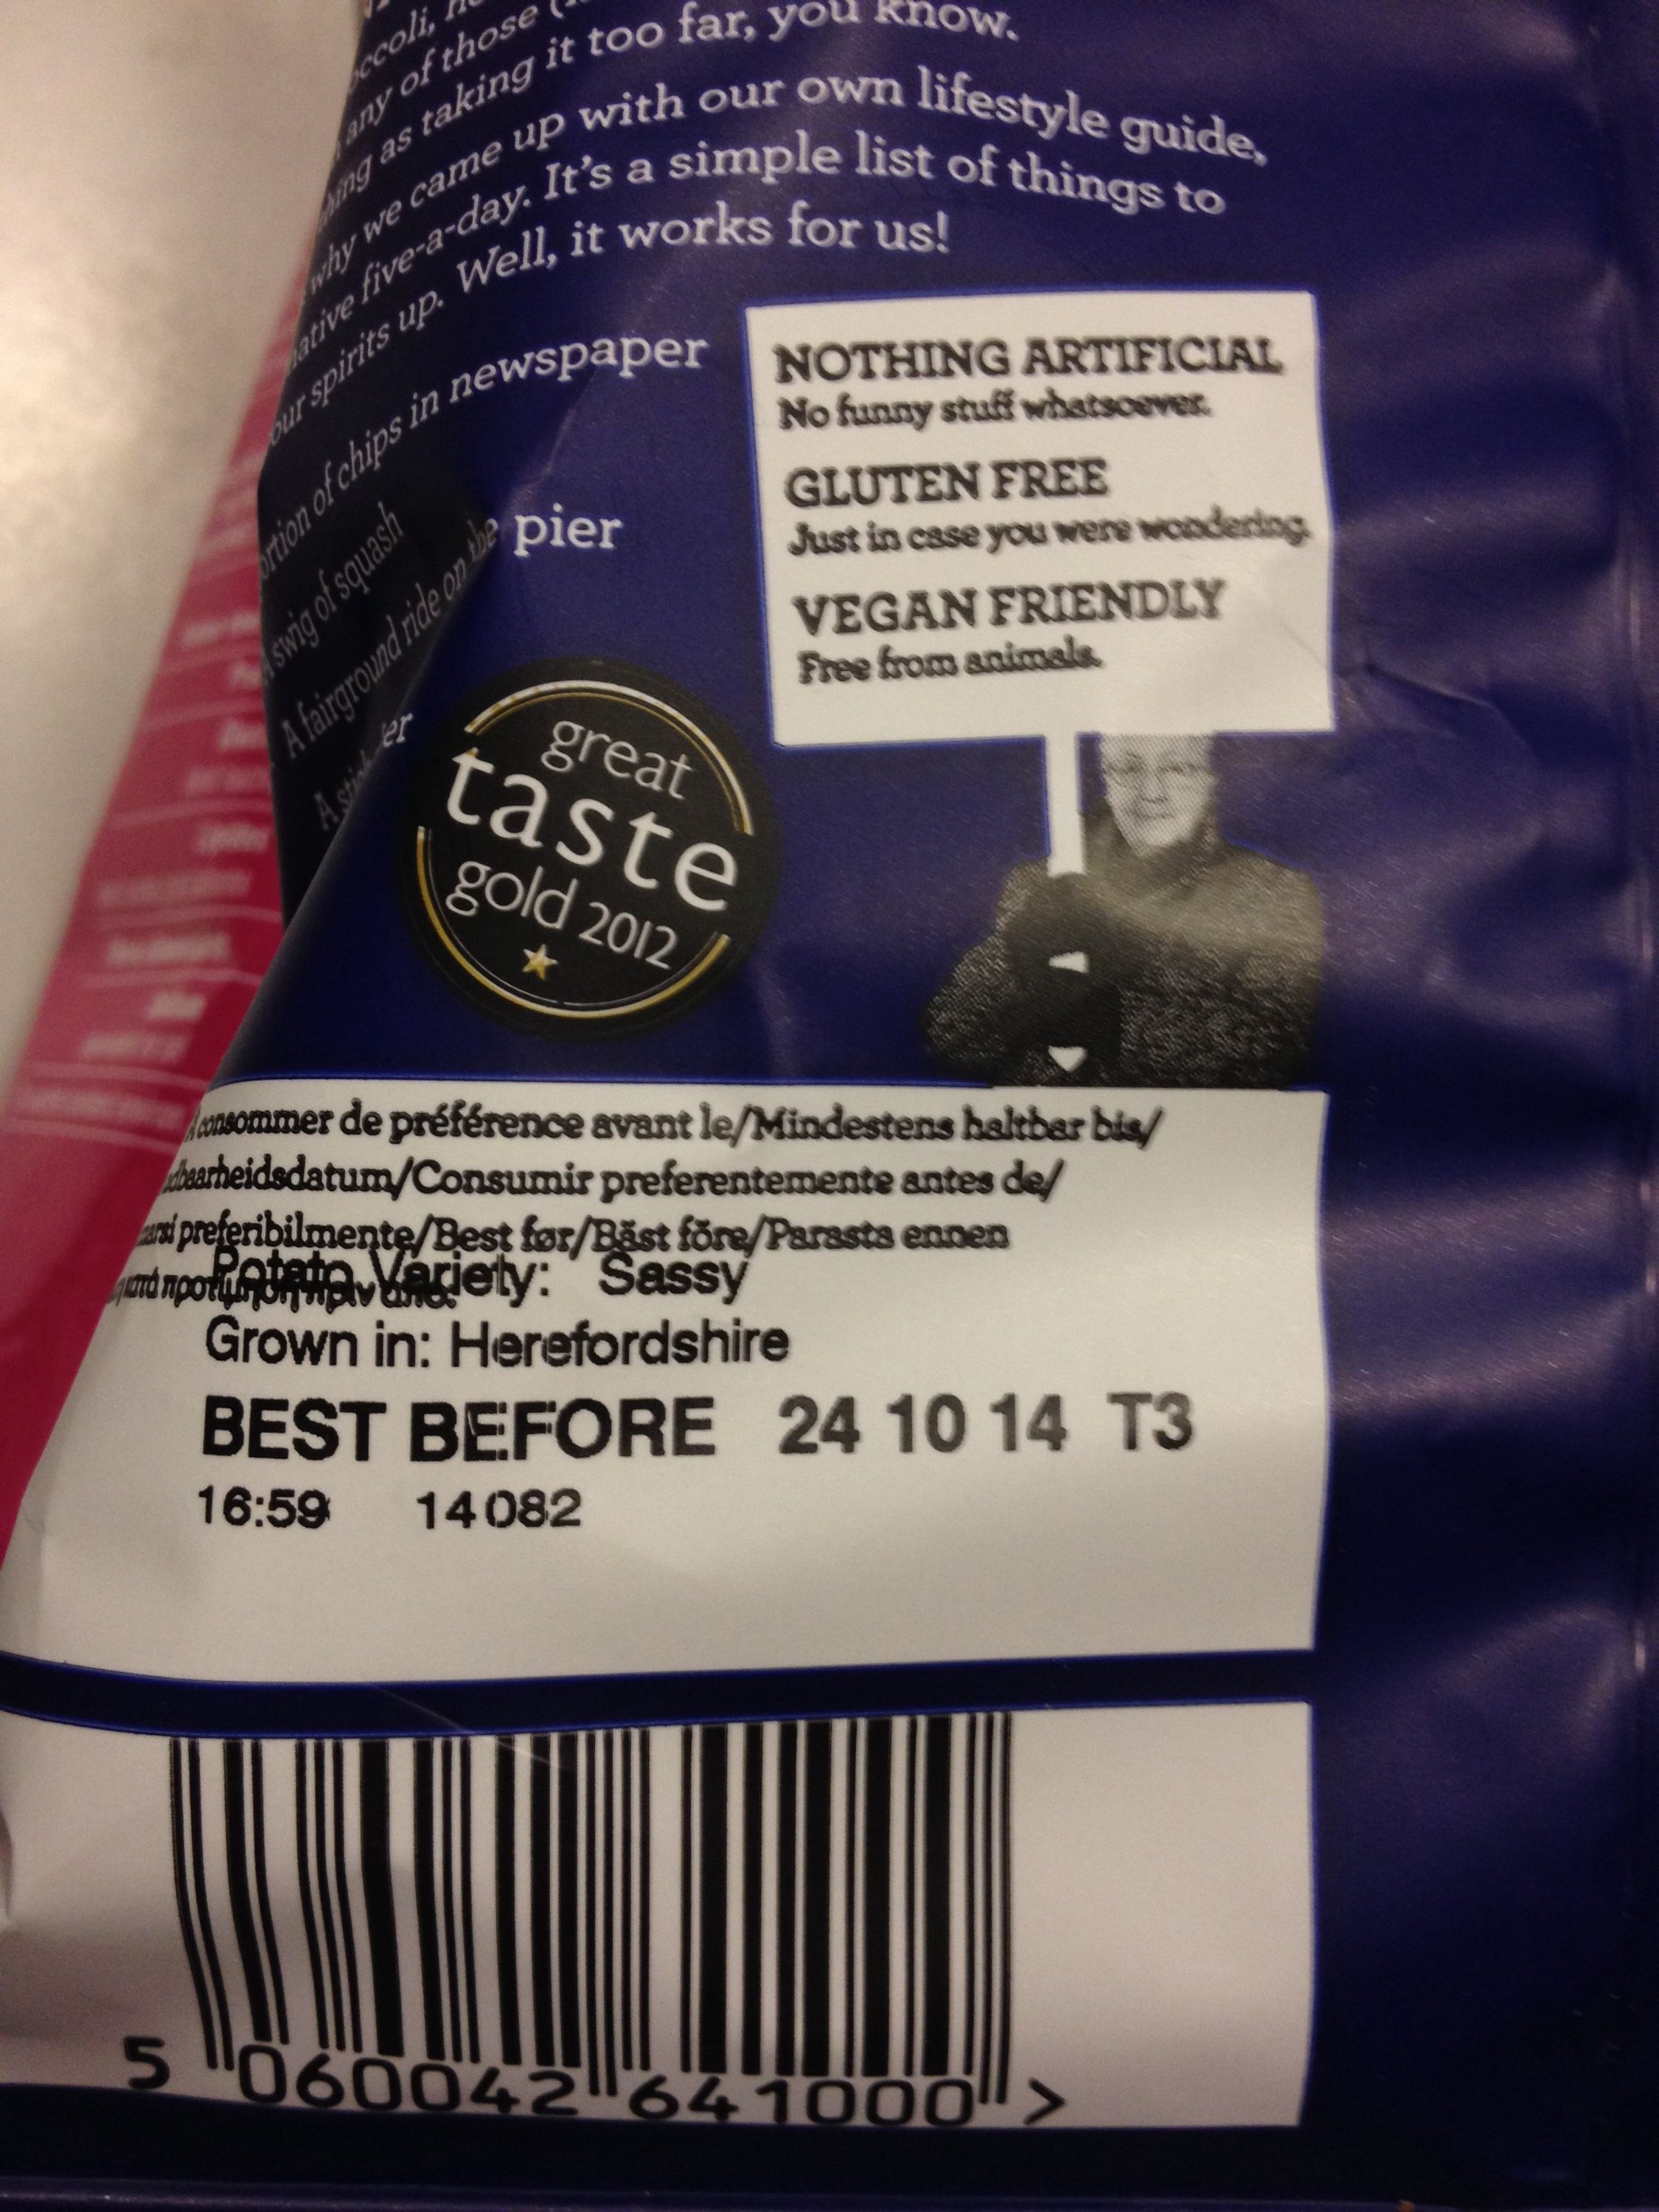 any of those
as taking it too far, you know.
why we came up with our own lifestyle guide,
five-a-day. It's a simple list of things to
spirits up. Well, it works for us!
of chips in newspaper
A swig of squash
A fairground ride on the pier
A
NOTHING ARTIFICIAL
No funny stuff whatsoever.
GLUTEN FREE
Just in case you were wondering.
VEGAN FRIENDLY
Free from animals.
great
taste
gold 2012
consommer de préférence avant le/Mindestens haltbar bis/
Consumir preferentemente antes de/
preferibilmente/Best før/Bäst före/Parasta ennen
Potato Variety: Sassy
Grown in: Herefordshire
BEST BEFORE 24 10 14 T3
16:59 14082
5 060042 641000 >